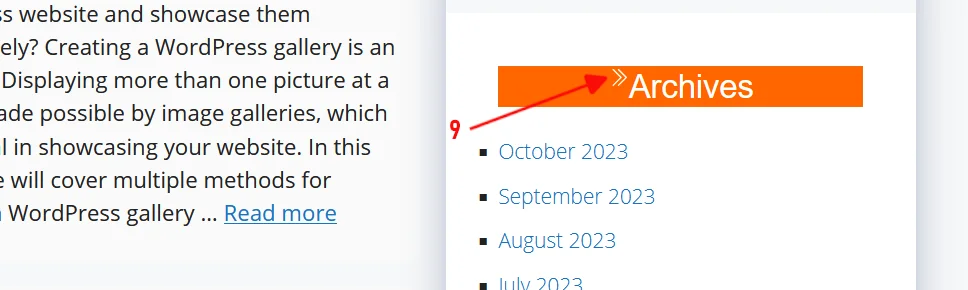 ss website and showcase them
ely? Creating a WordPress gallery is an
Displaying more than one picture at a
ade possible by image galleries, which
l in showcasing your website. In this
e will cover multiple methods for
WordPress gallery ... Read more
»Archives
9
October 2023
September 2023
August 2023
July 2023